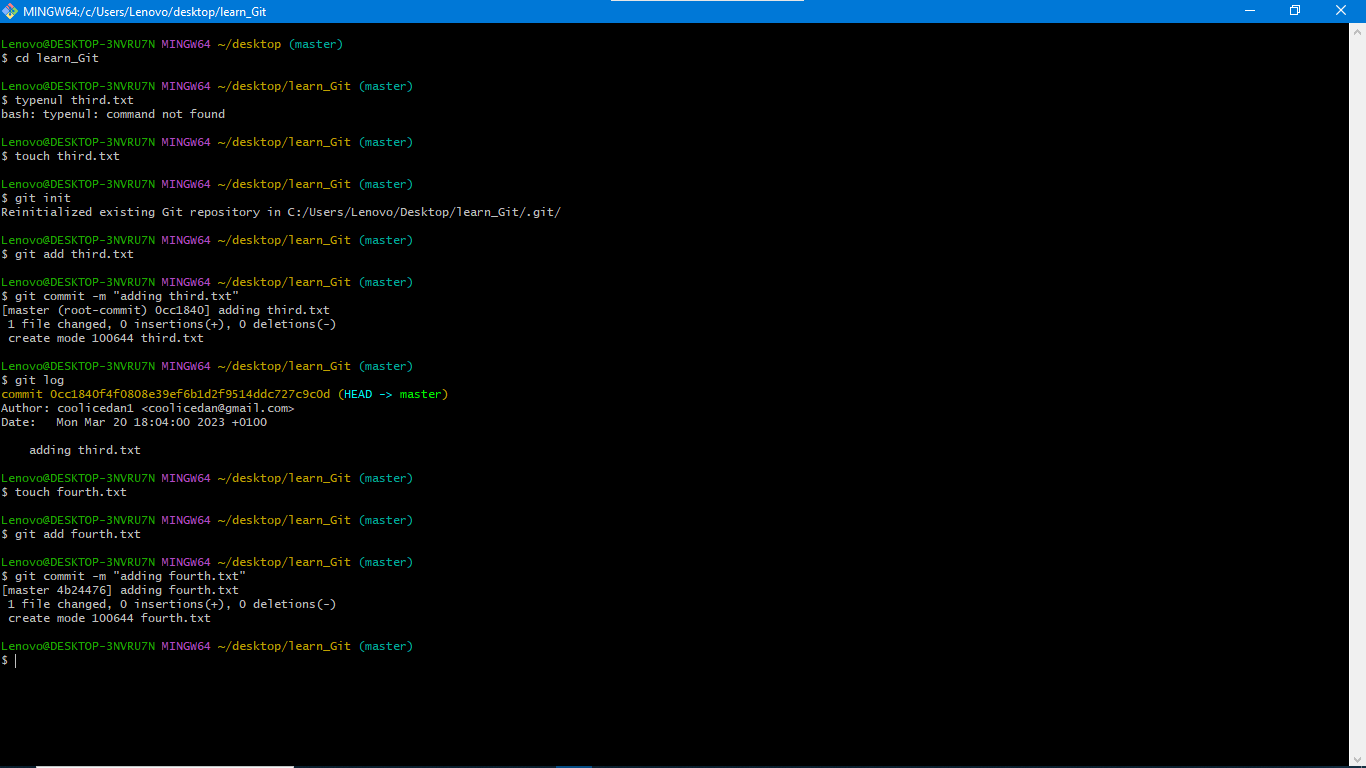 MINGW64:/c/Users/Lenovo/desktop/learn_Git
Lenovo@DESKTOP-3NVRU7N MINGW64 ~/desktop (master)
$ cd learn_Git
Lenovo@DESKTOP-3NVRU7N MINGW64 ~/desktop/learn_Git (master)
$ typenul third.txt
bash: typenul: command not found
Lenovo@DESKTOP-3NVRU7N MINGW64 ~/desktop/learn_Git (master)
$ touch third.txt
Lenovo@DESKTOP-3NVRU7N MINGW64 ~/desktop/learn_Git (master)
$ git init
Reinitialized existing Git repository in C:/Users/Lenovo/Desktop/learn_Git/.git/
Lenovo@DESKTOP-3NVRU7N MINGW64 ~/desktop/learn_Git (master)
$ git add third.txt
Lenovo@DESKTOP-3NVRU7N MINGW64 ~/desktop/learn_Git (master)
$ git commit -m "adding third.txt"
[master (root-commit) 0cc1840] adding third.txt
 1 file changed, 0 insertions(+), 0 deletions(-)
 create mode 100644 third.txt
Lenovo@DESKTOP-3NVRU7N MINGW64 ~/desktop/learn_Git (master)
$ git log
commit 0cc1840f4f0808e39ef6b1d2f9514ddc727c9c0d (HEAD -> master)
Author: coolicedan1 <coolicedan@gmail.com>
Date:   Mon Mar 20 18:04:00 2023 +0100
    adding third.txt
Lenovo@DESKTOP-3NVRU7N MINGW64 ~/desktop/learn_Git (master)
$ touch fourth.txt
Lenovo@DESKTOP-3NVRU7N MINGW64 ~/desktop/learn_Git (master)
$ git add fourth.txt
Lenovo@DESKTOP-3NVRU7N MINGW64 ~/desktop/learn_Git (master)
$ git commit -m "adding fourth.txt"
[master 4b24476] adding fourth.txt
 1 file changed, 0 insertions(+), 0 deletions(-)
 create mode 100644 fourth.txt
Lenovo@DESKTOP-3NVRU7N MINGW64 ~/desktop/learn_Git (master)
$